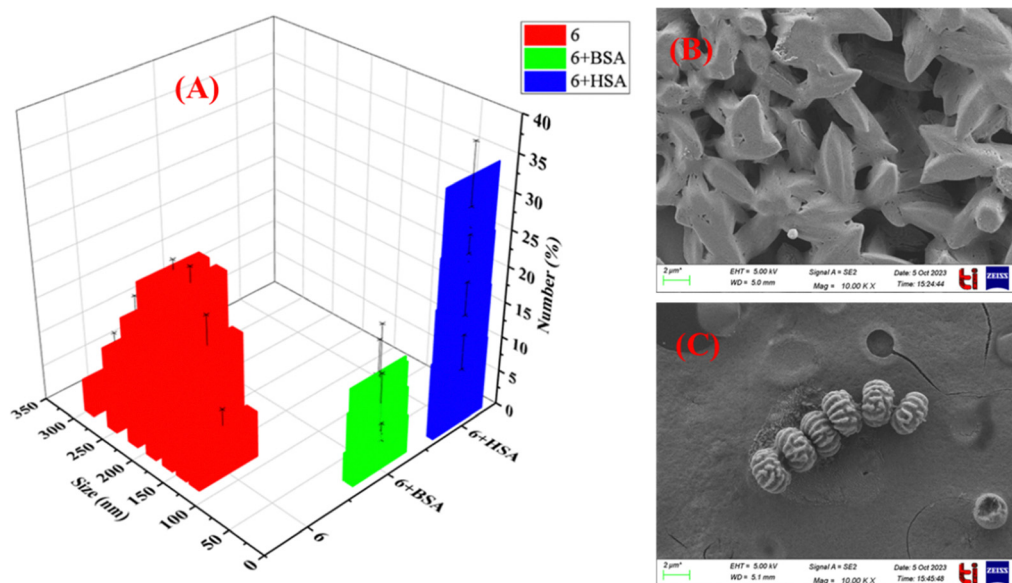 (A)
6
6+BSA
6+HSA
40
35
30
25
20
15
10
5
0
Number (%)
350
300
250
200
150
100
50
0
Size (nm)
6
6+BSA
6+HSA
(B)
2 µm*
EHT = 5.00 kV
WD = 5.0 mm
Signal A = SE2
Mag = 10.00 K X
Date: 5 Oct 2023
Time: 15:24:44
ti
ZEISS
(C)
2 µm*
EHT = 5.00 kV
WD = 5.1 mm
Signal A = SE2
Mag = 10.00 K X
Date: 5 Oct 2023
Time: 15:45:48
ti
ZEISS